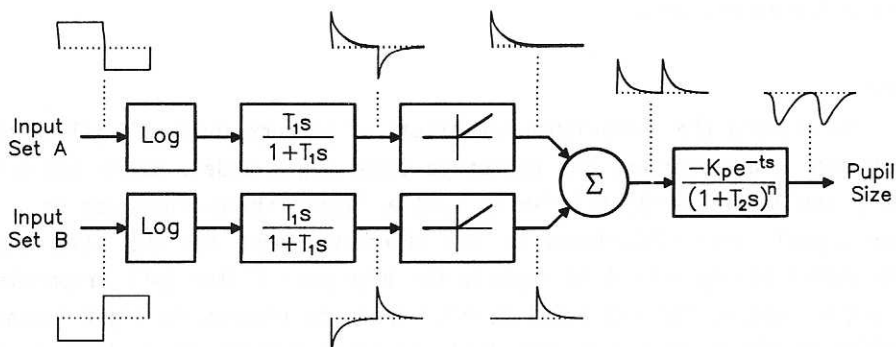 Input
Set A
Log
T₁s
1+T₁s
Σ
-Kₚe^-ts
(1+T₂s)^n
Pupil
Size
Input
Set B
Log
T₁s
1+T₁s